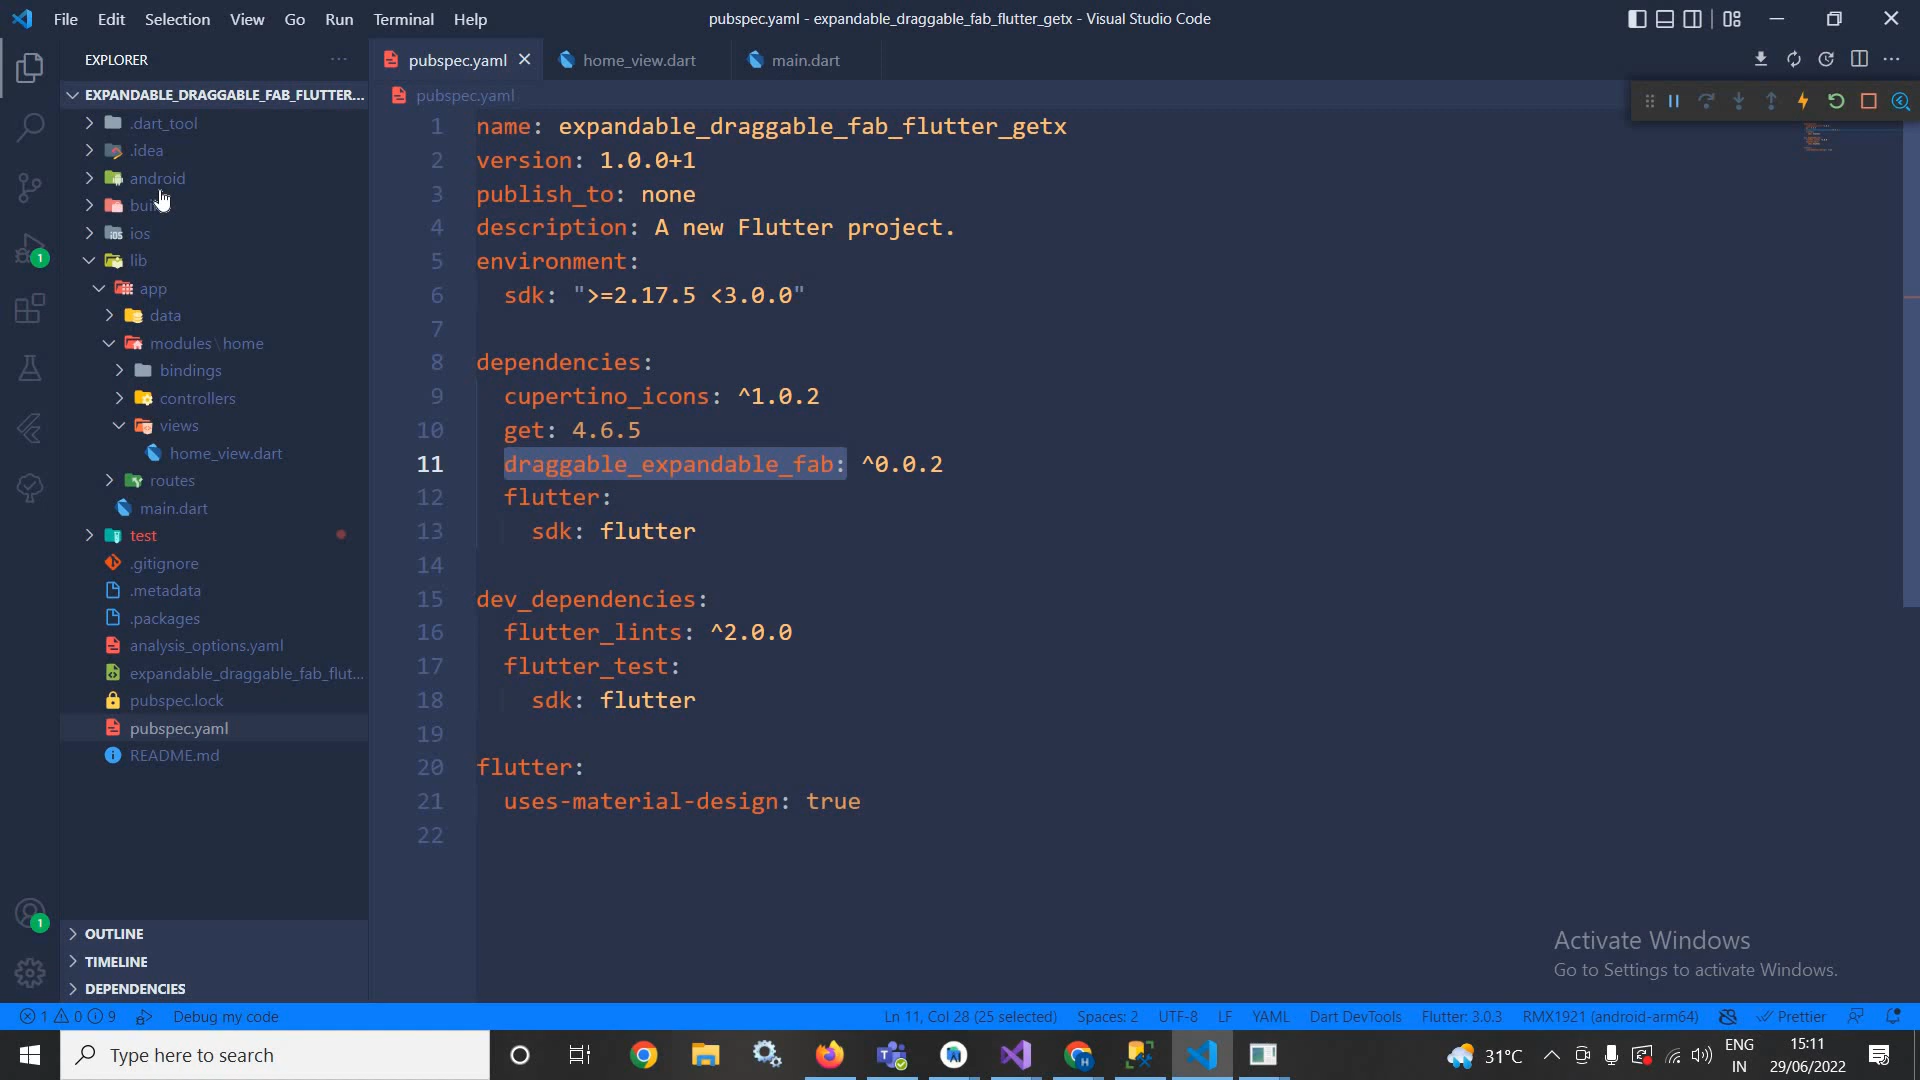 File Edit Selection View Go Run Terminal Help
pubspec.yaml - expandable_draggable_fab_flutter_getx - Visual Studio Code
EXPLORER
pubspec.yaml
home_view.dart
main.dart
EXPANDABLE_DRAGGABLE_FAB_FLUTTER...
pubspec.yaml
.dart_tool
.idea
android
ios
lib
app
data
modules \ home
bindings
controllers
views
home_view.dart
routes
main.dart
test
.gitignore
.metadata
.packages
analysis_options.yaml
expandable_draggable_fab_flut...
pubspec.lock
pubspec.yaml
README.md
OUTLINE
TIMELINE
DEPENDENCIES
1 name: expandable_draggable_fab_flutter_getx
2 version: 1.0.0+1
3 publish_to: none
4 description: A new Flutter project.
5 environment:
6 sdk: ">=2.17.5 <3.0.0"
7
8 dependencies:
9 cupertino_icons: ^1.0.2
10 get: 4.6.5
11 draggable_expandable_fab: ^0.0.2
12 flutter:
13 sdk: flutter
14
15 dev_dependencies:
16 flutter_lints: ^2.0.0
17 flutter_test:
18 sdk: flutter
19
20 flutter:
21 uses-material-design: true
22
Activate Windows
Go to Settings to activate Windows.
1 0 9 Debug my code
Ln 11, Col 28 (25 selected) Spaces: 2 UTF-8 LF YAML Dart DevTools Flutter: 3.0.3 RMX1921 (android-arm64) Prettier
1
1
Type here to search
31°C
ENG
IN
15:11
29/06/2022